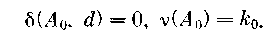 δ(A₀, d) = 0, ν(A₀) = k₀.